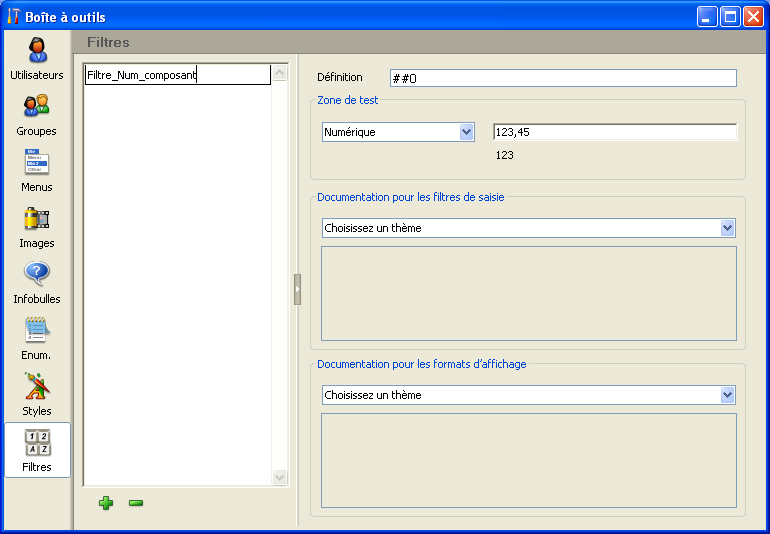 Boîte à outils
Utilisateurs
Groupes
Menus
Images
Infobulles
Enum.
Styles
Filtres
Filtres
Filtre_Num_composant
Définition
##0
Zone de test
Numérique
123,45
123
Documentation pour les filtres de saisie
Choisissez un thème
Documentation pour les formats d'affichage
Choisissez un thème